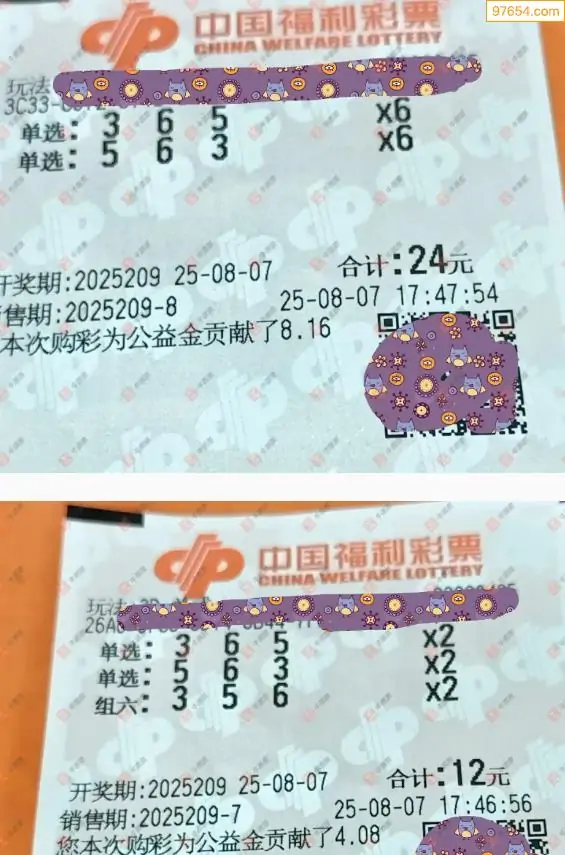 97654.com
中国福利彩票
CHINA WELFARE LOTTERY
玩法
3C33-
单选: 3 6 5 x6
单选: 5 6 3 x6
开奖期:2025209 25-08-07 合计:24元
售期:2025209-8 25-08-07 17:47:54
本次购彩为公益金贡献了8.16
中国福利彩票
CHINA WELFARE LOTTERY
玩法
单选: 3 6 5 x2
单选: 5 6 3 x2
组六: 3 5 6 x2
开奖期:2025209 25-08-07 合计:12元
销售期:2025209-7 25-08-07 17:46:56
您本次购彩为公益金贡献了4.08